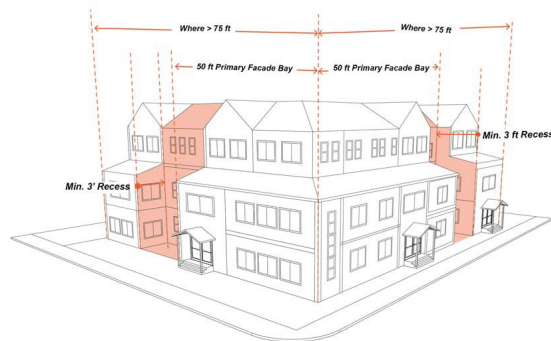 Where > 75 ft
Where > 75 ft
50 ft Primary Facade Bay
50 ft Primary Facade Bay
Min. 3 ft Recess
Min. 3' Recess